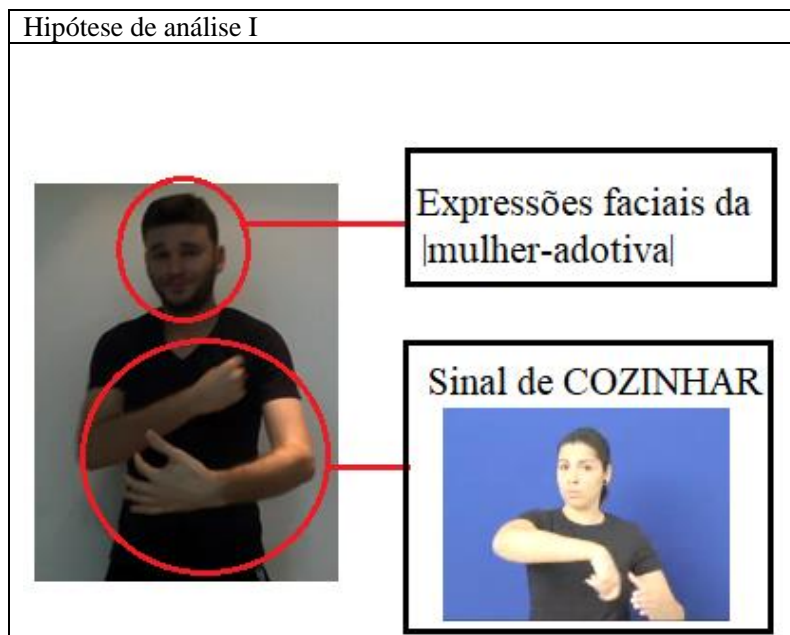 Hipótese de análise I
Expressões faciais da
|mulher-adotiva|
Sinal de COZINHAR